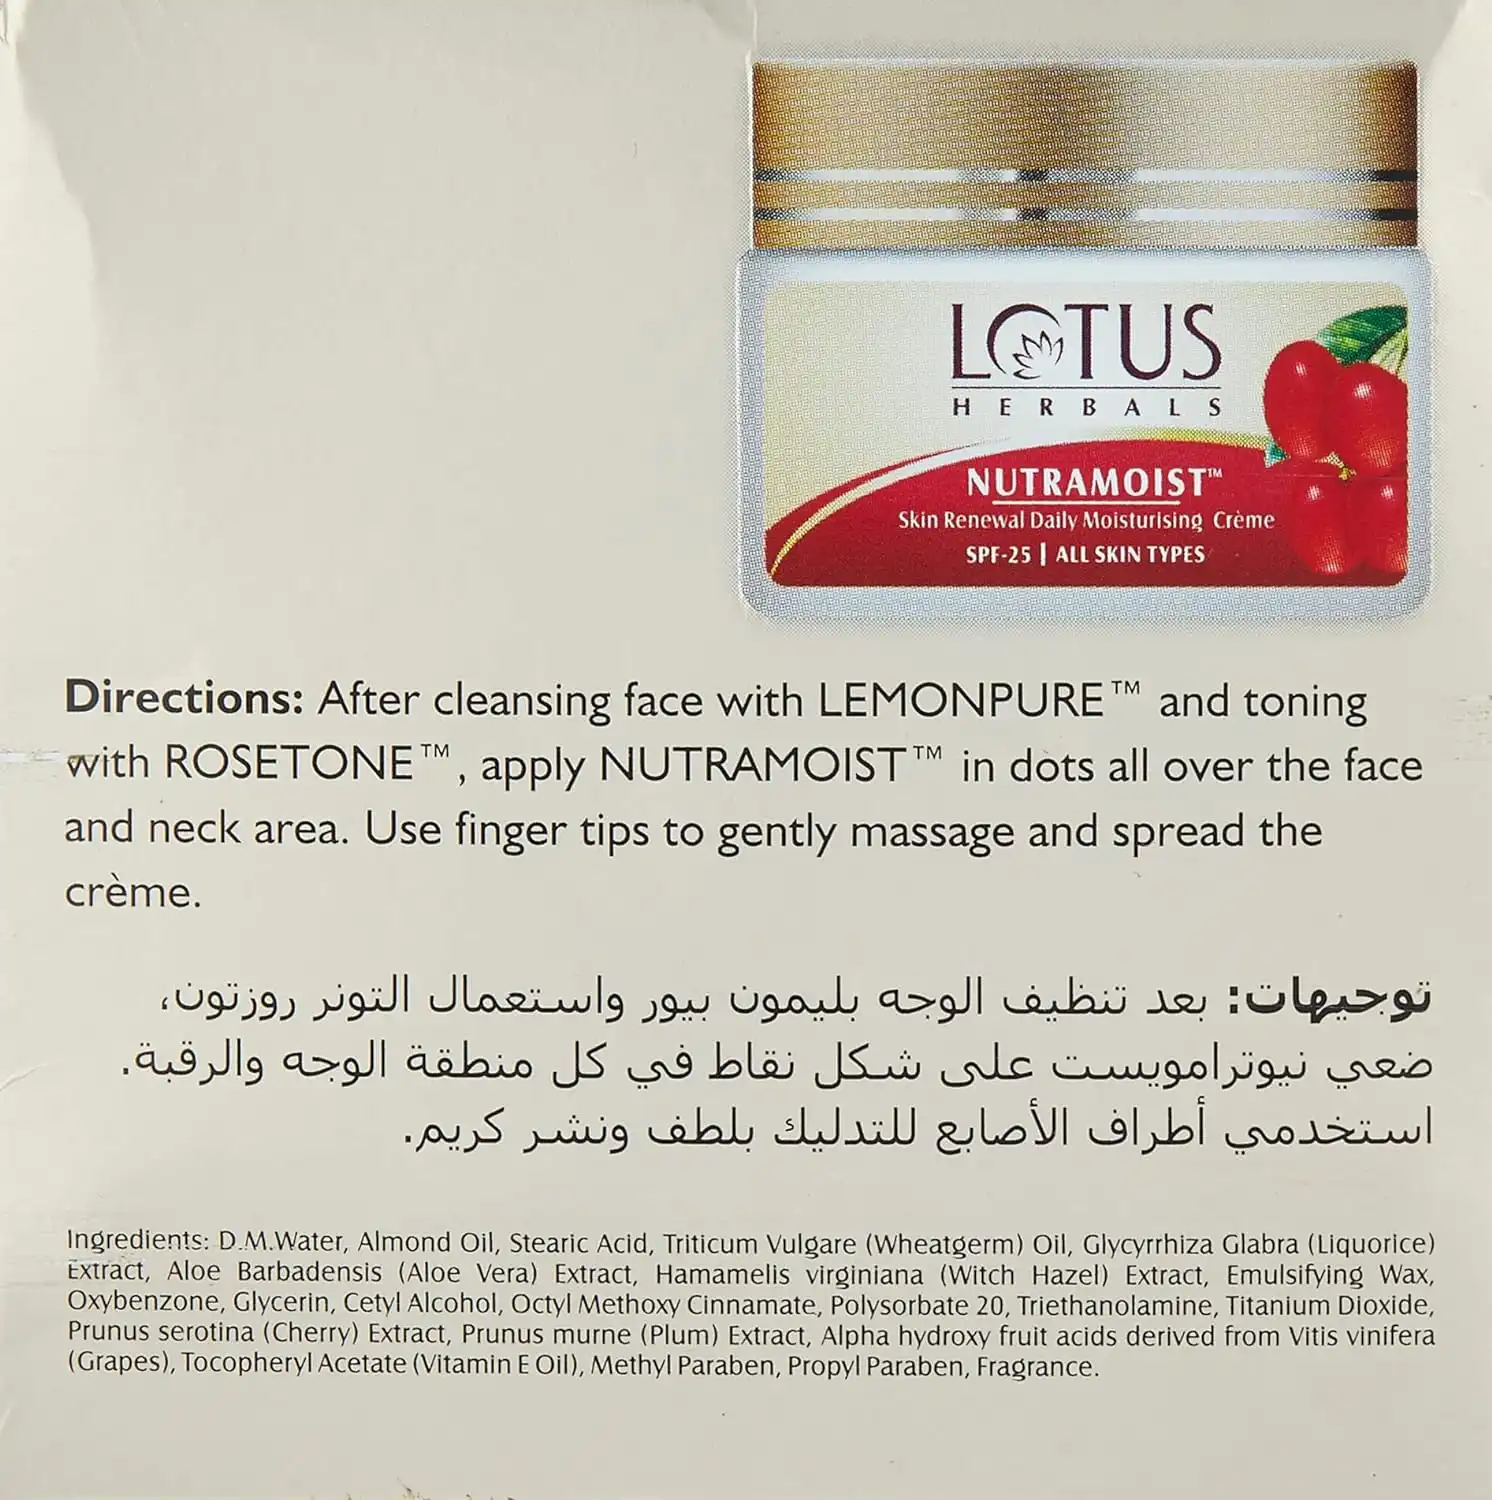 LOTUS
HERBALS
NUTRAMOIST™
Skin Renewal Daily Moisturising Crème
SPF-25 | ALL SKIN TYPES
Directions: After cleansing face with LEMONPURE™ and toning
with ROSETONE™, apply NUTRAMOIST™ in dots all over the face
and neck area. Use finger tips to gently massage and spread the
crème.
توجيهات: بعد تنظيف الوجه بليمون بيور واستعمال التونر روزتون،
ضعي نيوترامويست على شكل نقاط في كل منطقة الوجه والرقبة.
استخدمي أطراف الأصابع للتدليك بلطف ونشر كريم.
Ingredients: D.M.Water, Almond Oil, Stearic Acid, Triticum Vulgare (Wheatgerm) Oil, Glycyrrhiza Glabra (Liquorice)
Extract, Aloe Barbadensis (Aloe Vera) Extract, Hamamelis virginiana (Witch Hazel) Extract, Emulsifying Wax,
Oxybenzone, Glycerin, Cetyl Alcohol, Octyl Methoxy Cinnamate, Polysorbate 20, Triethanolamine, Titanium Dioxide,
Prunus serotina (Cherry) Extract, Prunus murne (Plum) Extract, Alpha hydroxy fruit acids derived from Vitis vinifera
(Grapes), Tocopheryl Acetate (Vitamin E Oil), Methyl Paraben, Propyl Paraben, Fragrance.